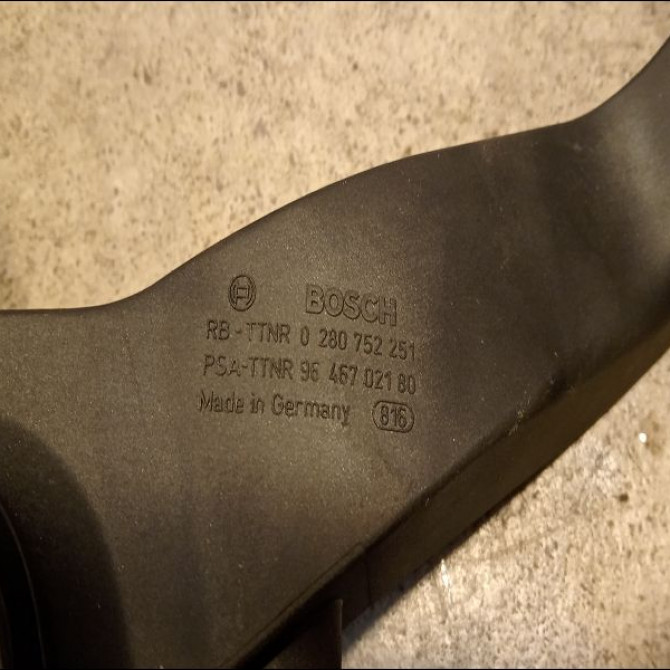 BOSCH
RB-TTNR 0 280 752 251
PSA-TTNR 96 467 021 80
Made in Germany 816